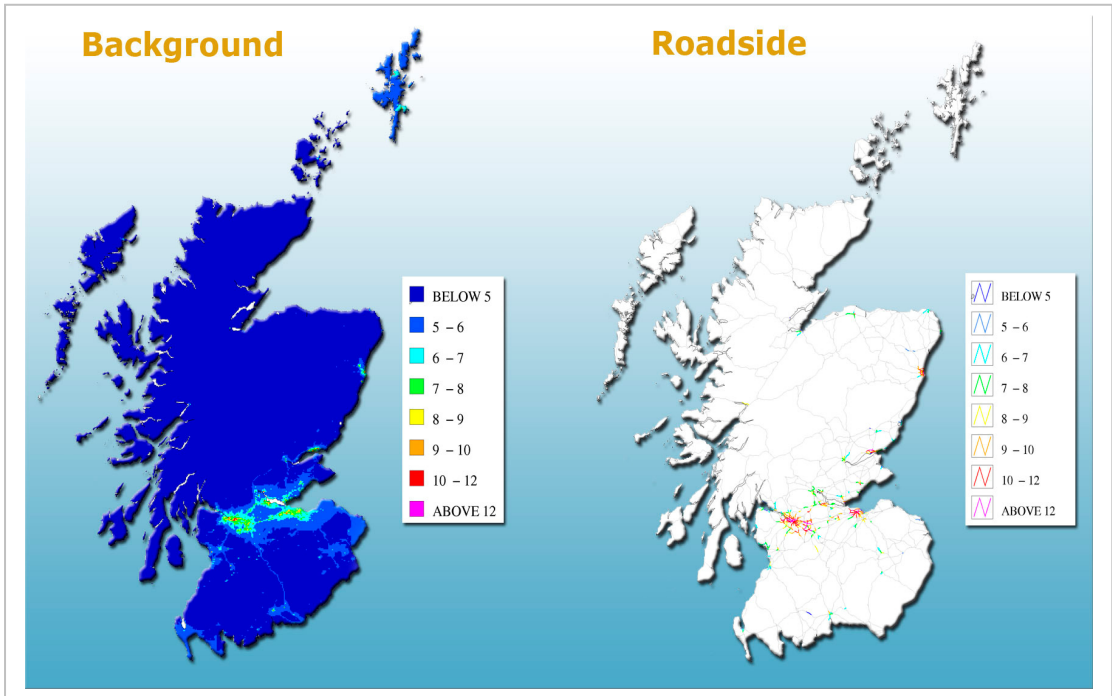 Background
Roadside
BELOW 5
5 – 6
6 – 7
7 – 8
8 – 9
9 – 10
10 – 12
ABOVE 12
BELOW 5
5 – 6
6 – 7
7 – 8
8 – 9
9 – 10
10 – 12
ABOVE 12